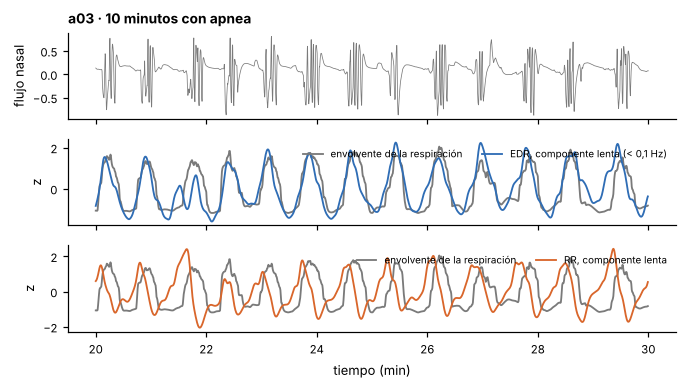 a03 · 10 minutos con apnea
flujo nasal
0.5
0.0
−0.5
z
2
0
envolvente de la respiración
EDR, componente lenta (< 0,1 Hz)
z
2
0
−2
envolvente de la respiración
RR, componente lenta
20
22
24
26
28
30
tiempo (min)